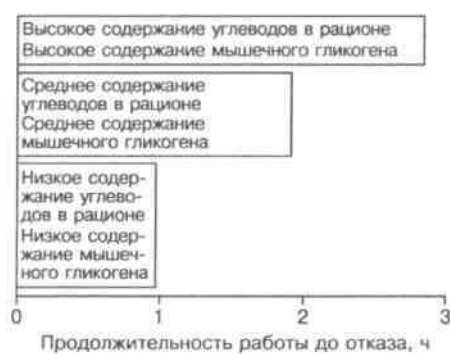 Высокое содержание углеводов в рационе
Высокое содержание мышечного гликогена
Среднее содержание
углеводов в рационе
Среднее содержание
мышечного гликогена
Низкое содер-
жание углево-
дов в рационе
Низкое содер-
жание мышеч-
ного гликогена
0 1 2 3
Продолжительность работы до отказа, ч